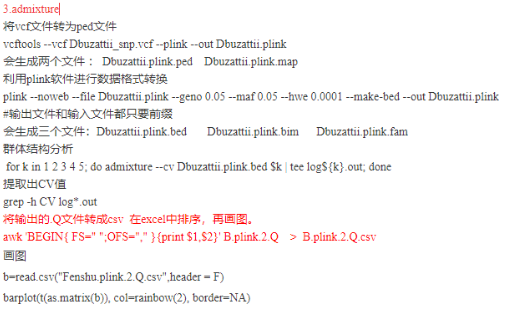 3.admixture
将vcf文件转为ped文件
vcftools --vcf Dbuzattii_snp.vcf --plink --out Dbuzattii.plink
会生成两个文件： Dbuzattii.plink.ped Dbuzattii.plink.map
利用plink软件进行数据格式转换
plink --noweb --file Dbuzattii.plink --geno 0.05 --maf 0.05 --hwe 0.0001 --make-bed --out Dbuzattii.plink
#输出文件和输入文件都只要前缀
会生成三个文件：Dbuzattii.plink.bed Dbuzattii.plink.bim Dbuzattii.plink.fam
群体结构分析
for k in 1 2 3 4 5; do admixture --cv Dbuzattii.plink.bed $k | tee log${k}.out; done
提取出CV值
grep -h CV log*.out
将输出的.Q文件转成csv 在excel中排序，再画图。
awk 'BEGIN{ FS=" ";OFS=","}{print $1,$2}' B.plink.2.Q > B.plink.2.Q.csv
画图
b=read.csv("Fenshu.plink.2.Q.csv",header = F)
barplot(t(as.matrix(b)), col=rainbow(2), border=NA)